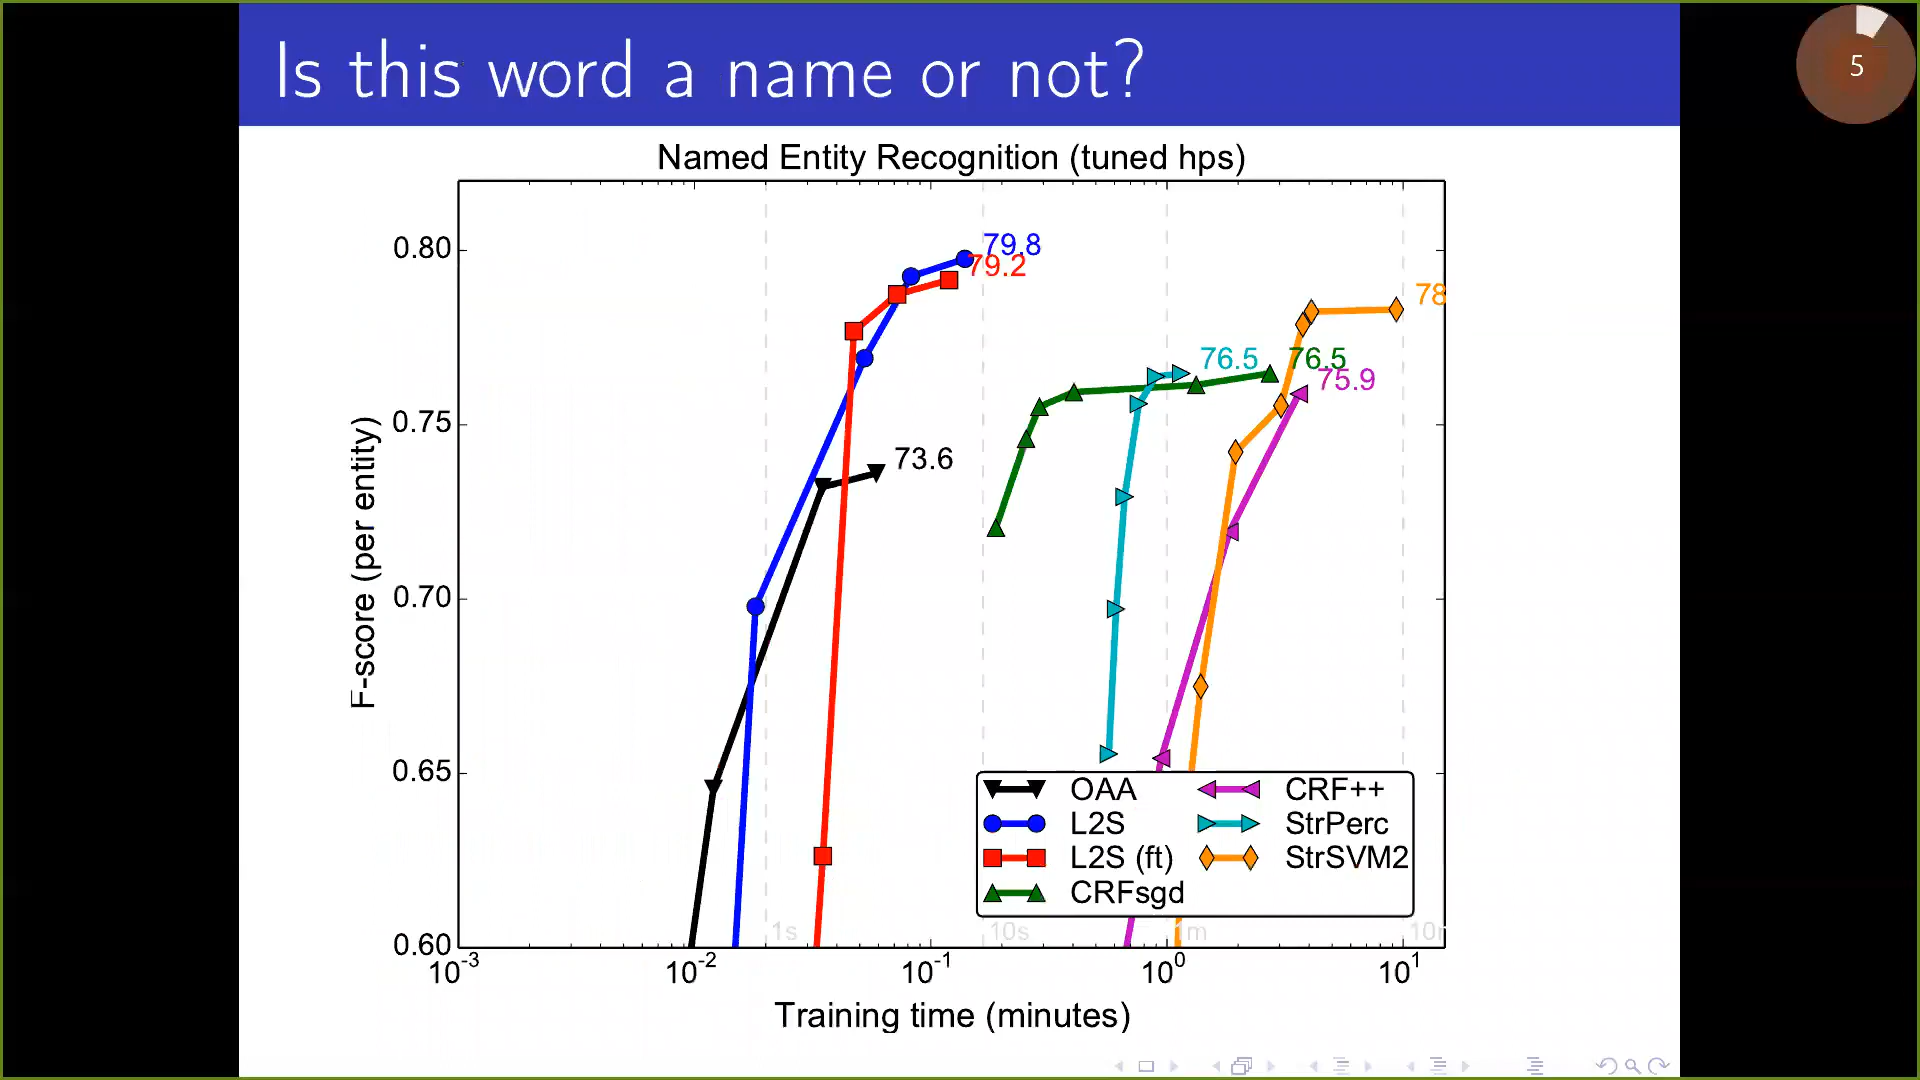 Is this word a name or not?
5
Named Entity Recognition (tuned hps)
F-score (per entity)
0.80
0.75
0.70
0.65
0.60
79.8
79.2
78
76.5
76.5
75.9
73.6
OAA
L2S
L2S (ft)
CRFsgd
CRF++
StrPerc
StrSVM2
1s
10s
1m
10m
10⁻³
10⁻²
10⁻¹
10⁰
10¹
Training time (minutes)